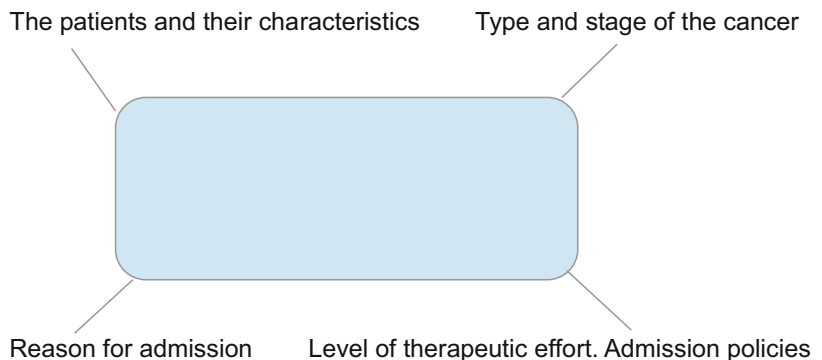 The patients and their characteristics
Type and stage of the cancer
Reason for admission
Level of therapeutic effort. Admission policies